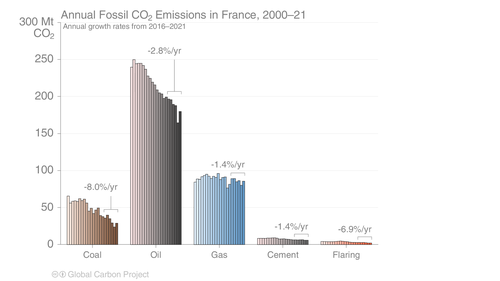 Annual Fossil CO₂ Emissions in France, 2000–21
Annual growth rates from 2016–2021
300 Mt
CO₂
250
200
150
100
50
0
-8.0%/yr
-2.8%/yr
-1.4%/yr
-1.4%/yr
-6.9%/yr
Coal
Oil
Gas
Cement
Flaring
Global Carbon Project